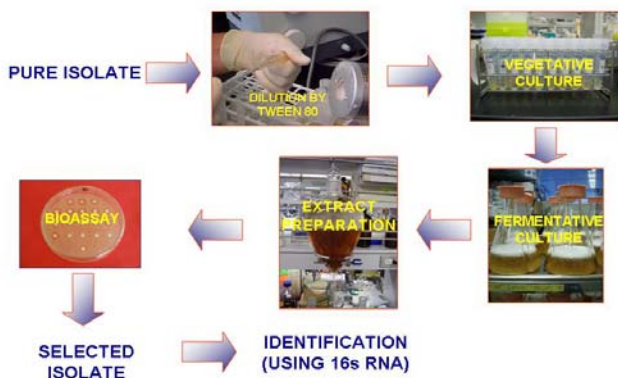 PURE ISOLATE
DILUTION BY
TWEEN 80
VEGETATIVE
CULTURE
FERMENTATIVE
CULTURE
EXTRACT
PREPARATION
BIOASSAY
SELECTED
ISOLATE
IDENTIFICATION
(USING 16s RNA)